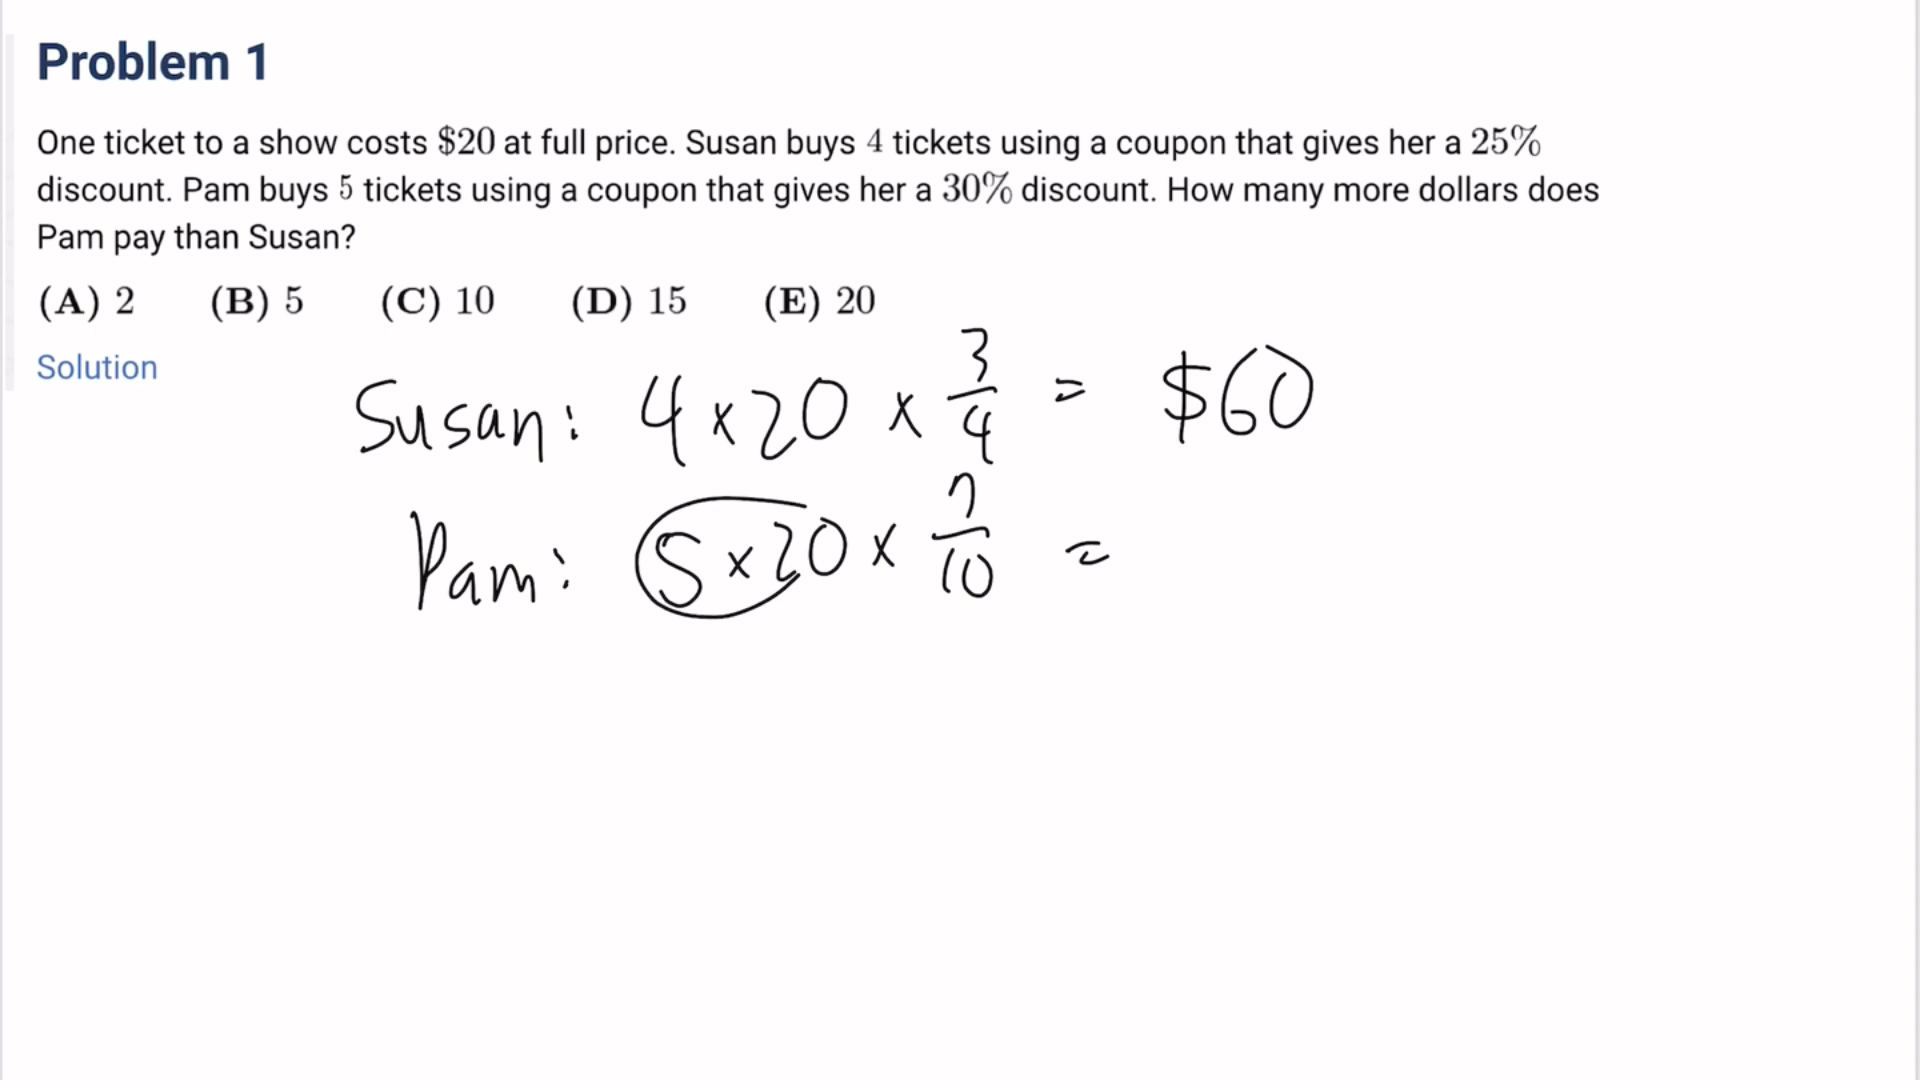 Problem 1
One ticket to a show costs $20 at full price. Susan buys 4 tickets using a coupon that gives her a 25%
discount. Pam buys 5 tickets using a coupon that gives her a 30% discount. How many more dollars does
Pam pay than Susan?
(A) 2 (B) 5 (C) 10 (D) 15 (E) 20
Solution
Susan: 4 × 20 × 3/4 = $60
Pam: 5 × 20 × 7/10 =